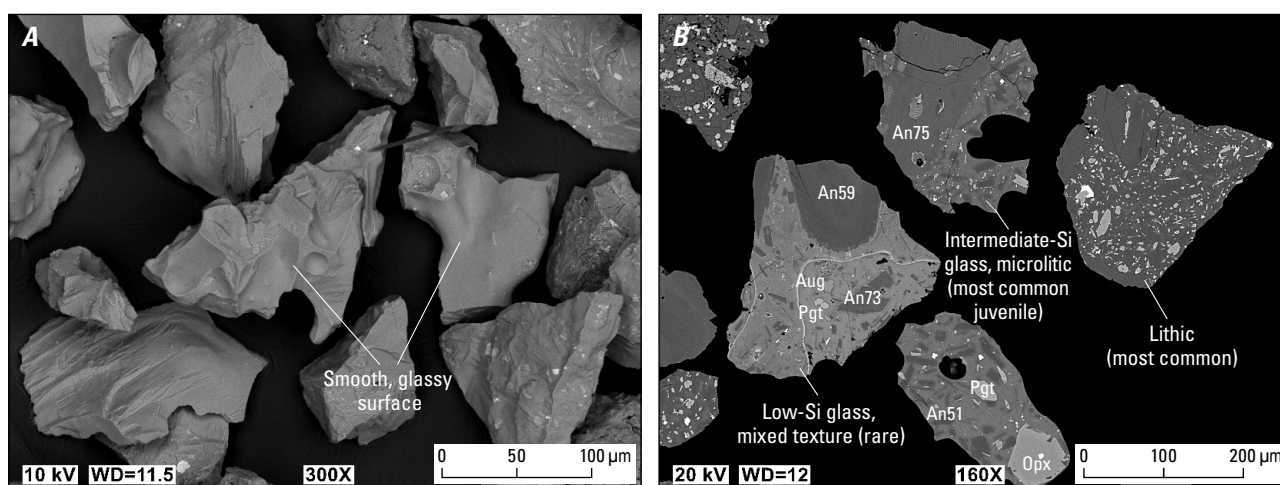 A
Smooth, glassy
surface
10 kV WD=11.5 300X
0 50 100 µm
B
An75
An59
Intermediate-Si
glass, microlitic
(most common
juvenile)
Aug
An73
Pgt
Lithic
(most common)
Low-Si glass,
mixed texture (rare)
Pgt
An51
Opx
20 kV WD=12 160X
0 100 200 µm